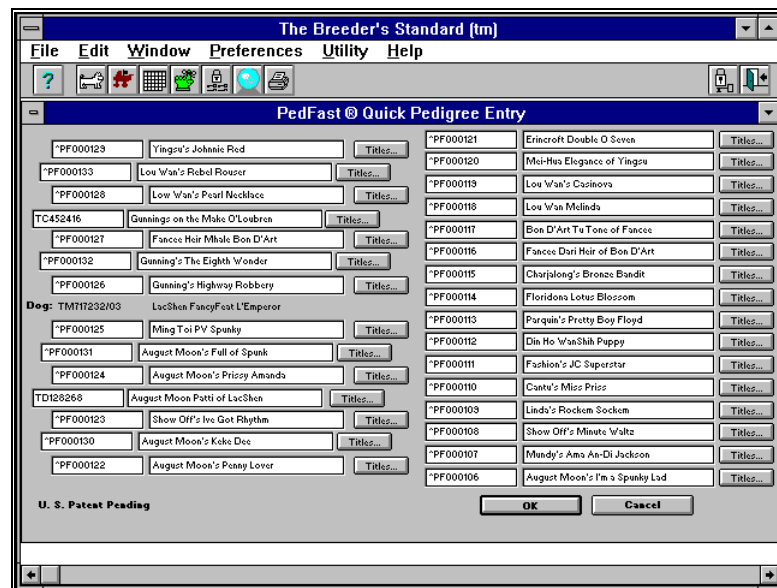 The Breeder's Standard (tm)
File Edit Window Preferences Utility Help
?
PedFast ® Quick Pedigree Entry
^PF000129 Yingsu's Johnnie Red Titles...
^PF000133 Lou Wan's Rebel Rouser Titles...
^PF000128 Low Wan's Pearl Necklace Titles...
TC452416 Gunnings on the Make O'Loubren Titles...
^PF000127 Fancee Heir Mhale Bon D'Art Titles...
^PF000132 Gunning's The Eighth Wonder Titles...
^PF000126 Gunning's Highway Robbery Titles...
Dog: TM717232/03 LacShen FancyFeat L'Emperor
^PF000125 Ming Toi PV Spunky Titles...
^PF000131 August Moon's Full of Spunk Titles...
^PF000124 August Moon's Prissy Amanda Titles...
TD128268 August Moon Patti of LacShen Titles...
^PF000123 Show Off's Ive Got Rhythm Titles...
^PF000130 August Moon's Keke Dee Titles...
^PF000122 August Moon's Penny Lover Titles...
^PF000121 Erincroft Double O Seven Titles...
^PF000120 Mei-Hua Elegance of Yingsu Titles...
^PF000119 Lou Wan's Casinova Titles...
^PF000118 Lou Wan Melinda Titles...
^PF000117 Bon D'Art Tu Tone of Fancee Titles...
^PF000116 Fancee Dari Heir of Bon D'Art Titles...
^PF000115 Charjalong's Bronze Bandit Titles...
^PF000114 Floridona Lotus Blossom Titles...
^PF000113 Parquin's Pretty Boy Floyd Titles...
^PF000112 Din Ho WanShih Puppy Titles...
^PF000111 Fashion's JC Superstar Titles...
^PF000110 Cantu's Miss Priss Titles...
^PF000109 Linda's Rockem Sockem Titles...
^PF000108 Show Off's Minute Waltz Titles...
^PF000107 Mundy's Ama An-Di Jackson Titles...
^PF000106 August Moon's I'm a Spunky Lad Titles...
U. S. Patent Pending
OK Cancel